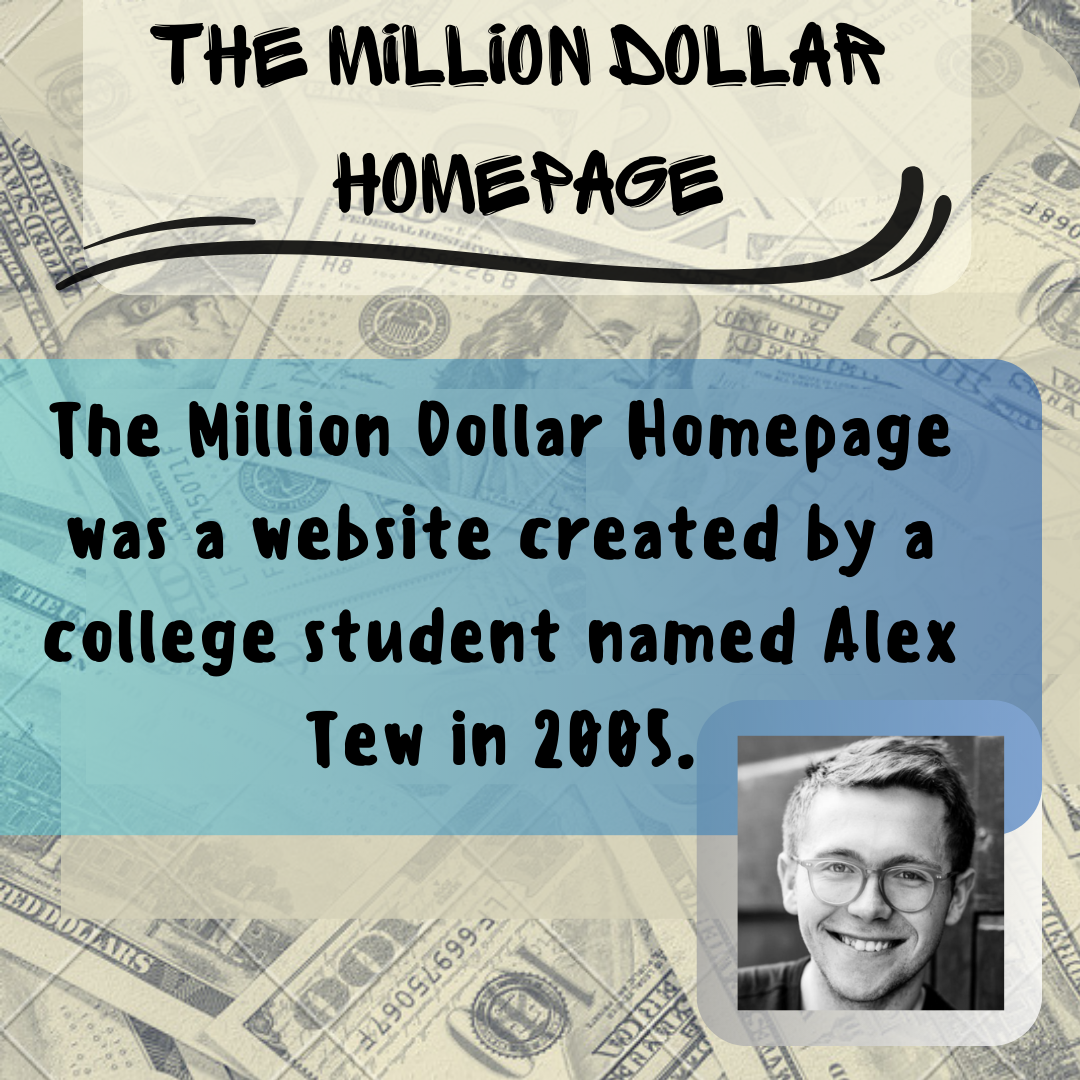 THE MILLION DOLLAR
HOMEPAGE
The Million Dollar Homepage
was a website created by a
college student named Alex
Tew in 2005.